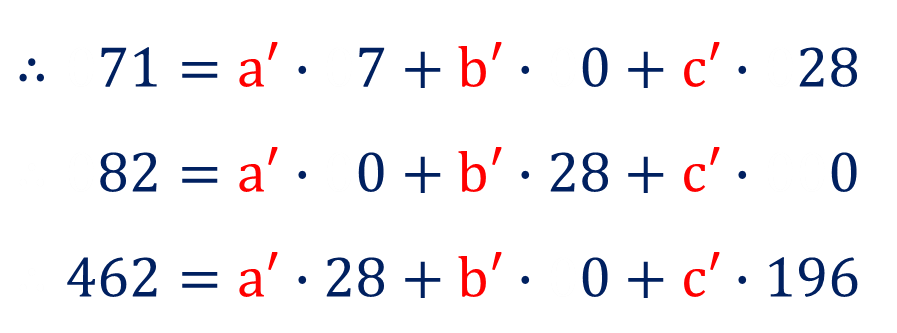 ∴ 71 = a′ · 7 + b′ · 0 + c′ · 28
82 = a′ · 0 + b′ · 28 + c′ · 0
462 = a′ · 28 + b′ · 0 + c′ · 196